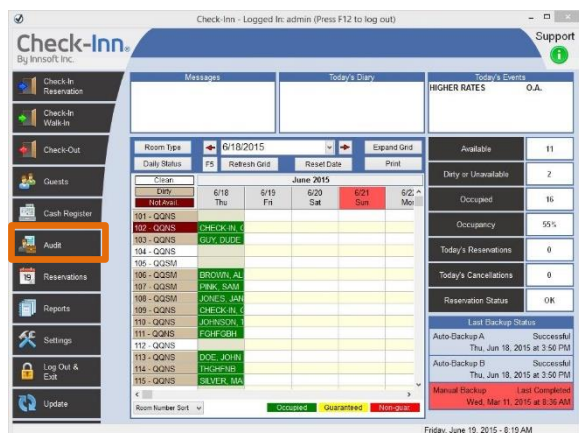 Check-Inn - Logged In: admin (Press F12 to log out)
Check-Inn®
By Innsoft Inc.
Support
Check-In
Reservation
Check-In
Walk-In
Check-Out
Guests
Cash Register
Audit
Reservations
Reports
Settings
Log Out &
Exit
Update
Messages
Today's Diary
Today's Events
HIGHER RATES O.A.
Room Type 6/18/2015 Expand Grid
Daily Status F5 Refresh Grid Reset Date Print
Clean June 2015
Dirty 6/18 6/19 6/20 6/21 6/2
Not Avail. Thu Fri Sat Sun Mo
101 - QQNS
102 - QQNS CHECK-IN, C
103 - QQNS GUY, DUDE
104 - QQNS
105 - QQSM
106 - QQSM BROWN, AL
107 - QQSM PINK, SAM
108 - QQSM JONES, JAN
109 - QQNS CHECK-IN, C
110 - QQNS JOHNSON, T
111 - QQNS FGHFGBH
112 - QQNS
113 - QQNS DOE, JOHN
114 - QQNS THGHFNB
115 - QQNS SILVER, MA
Room Number Sort Occupied Guaranteed Non-guar
Available 11
Dirty or Unavailable 2
Occupied 16
Occupancy 55%
Today's Reservations 0
Today's Cancellations 0
Reservation Status OK
Last Backup Status
Auto-Backup A Successful
Thu, Jun 18, 2015 at 3:50 PM
Auto-Backup B Successful
Thu, Jun 18, 2015 at 3:50 PM
Manual Backup Last Completed
Wed, Mar 11, 2015 at 8:36 AM
Friday, June 19, 2015 - 8:19 AM